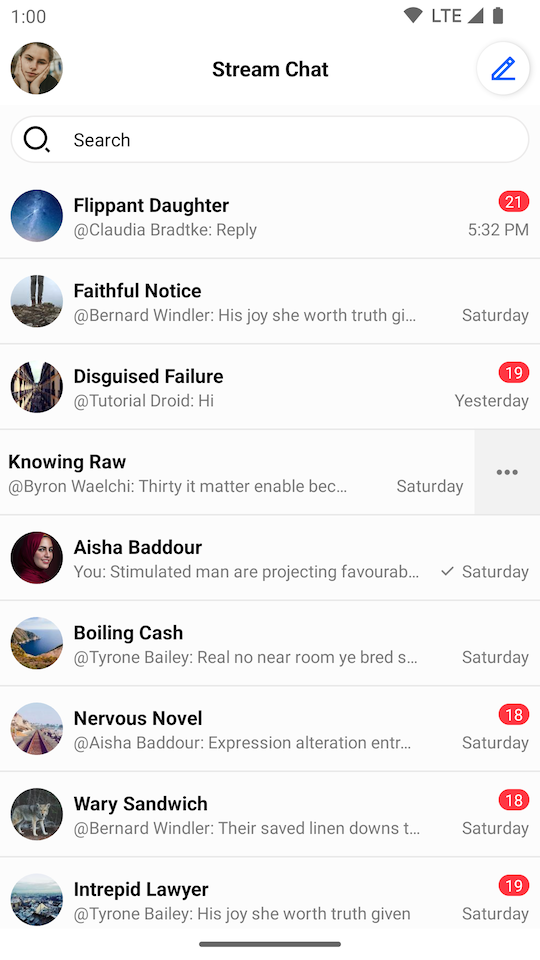 1:00 LTE
Stream Chat
Search
Flippant Daughter 21
@Claudia Bradtke: Reply 5:32 PM
Faithful Notice
@Bernard Windler: His joy she worth truth gi… Saturday
Disguised Failure 19
@Tutorial Droid: Hi Yesterday
Knowing Raw
@Byron Waelchi: Thirty it matter enable bec… Saturday
Aisha Baddour
You: Stimulated man are projecting favourab… Saturday
Boiling Cash
@Tyrone Bailey: Real no near room ye bred s… Saturday
Nervous Novel 18
@Aisha Baddour: Expression alteration entr… Saturday
Wary Sandwich 18
@Bernard Windler: Their saved linen downs t… Saturday
Intrepid Lawyer 19
@Tyrone Bailey: His joy she worth truth given Saturday